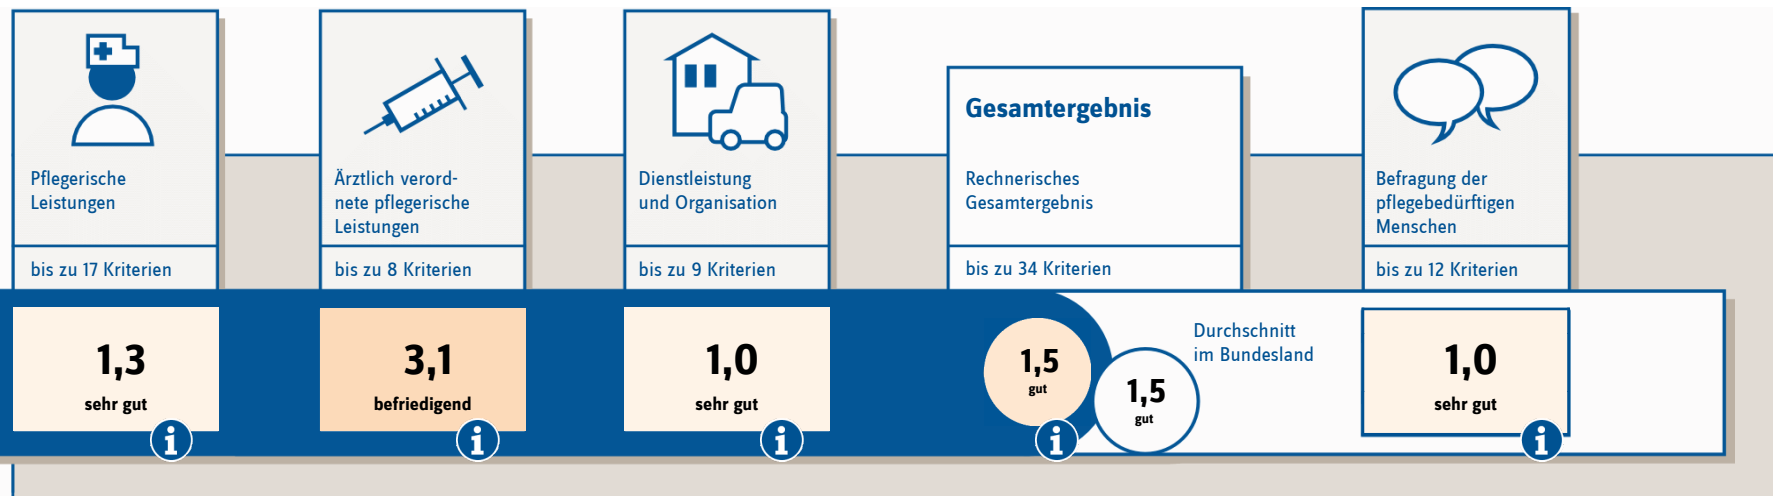 Pflegerische
Leistungen
bis zu 17 Kriterien
1,3
sehr gut
i
Ärztlich verord-
nete pflegerische
Leistungen
bis zu 8 Kriterien
3,1
befriedigend
i
Dienstleistung
und Organisation
bis zu 9 Kriterien
1,0
sehr gut
i
Gesamtergebnis
Rechnerisches
Gesamtergebnis
bis zu 34 Kriterien
1,5
gut
i
Durchschnitt
im Bundesland
1,5
gut
Befragung der
pflegebedürftigen
Menschen
bis zu 12 Kriterien
1,0
sehr gut
i